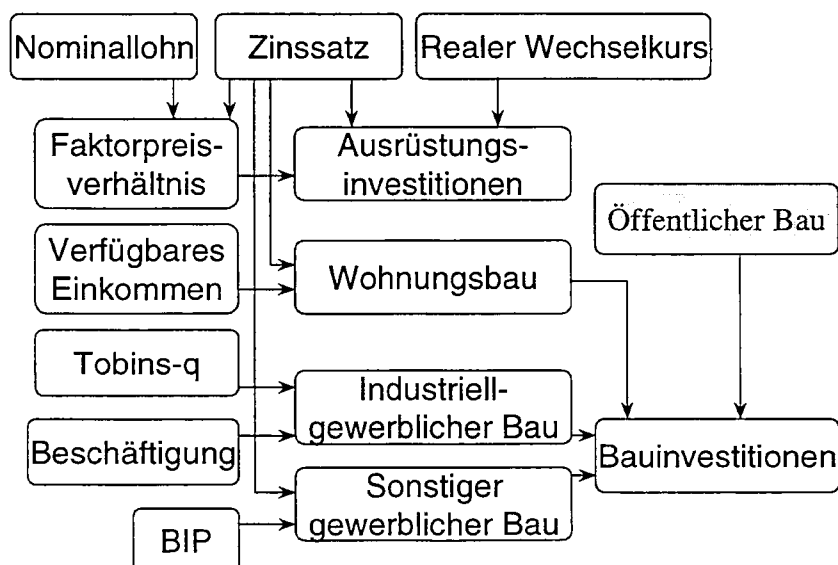 Nominallohn
Zinssatz
Realer Wechselkurs
Faktorpreis-
verhältnis
Ausrüstungs-
investitionen
Öffentlicher Bau
Verfügbares
Einkommen
Wohnungsbau
Tobins-q
Industriell-
gewerblicher Bau
Beschäftigung
Bauinvestitionen
Sonstiger
gewerblicher Bau
BIP